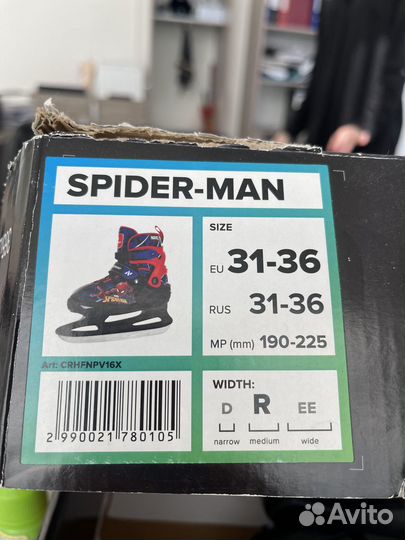 SPIDER-MAN
SIZE
EU 31-36
RUS 31-36
MP (mm) 190-225
Art: CRHFNPV16X
2 990021 780105
WIDTH:
D R EE
narrow medium wide
Avito